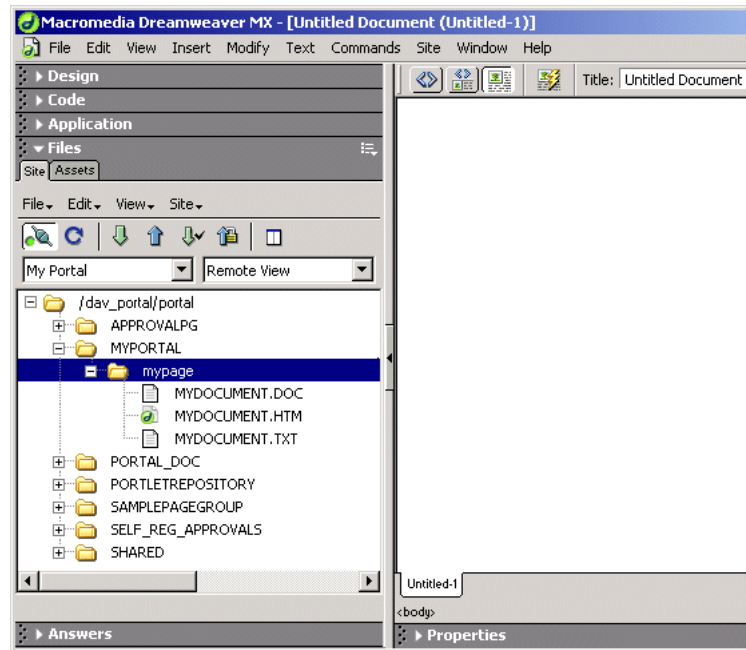 Macromedia Dreamweaver MX - [Untitled Document (Untitled-1)]
File Edit View Insert Modify Text Commands Site Window Help
Design
Code
Application
Files
Site Assets
File Edit View Site
My Portal Remote View
/dav_portal/portal
APPROVALPG
MYPORTAL
mypage
MYDOCUMENT.DOC
MYDOCUMENT.HTM
MYDOCUMENT.TXT
PORTAL_DOC
PORTLETREPOSITORY
SAMPLEPAGEGROUP
SELF_REG_APPROVALS
SHARED
Answers
Title: Untitled Document
Untitled-1
<body>
Properties